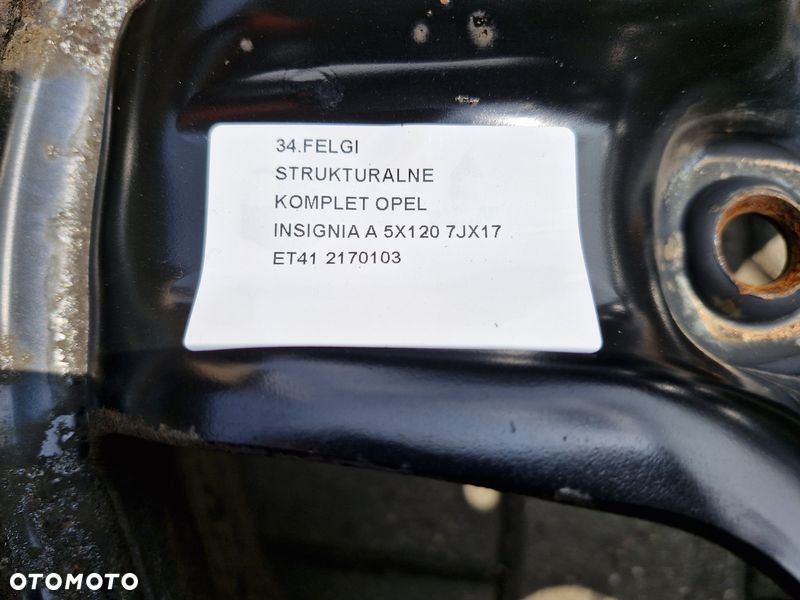 34.FELGI
STRUKTURALNE
KOMPLET OPEL
INSIGNIA A 5X120 7JX17
ET41 2170103
OTOMOTO